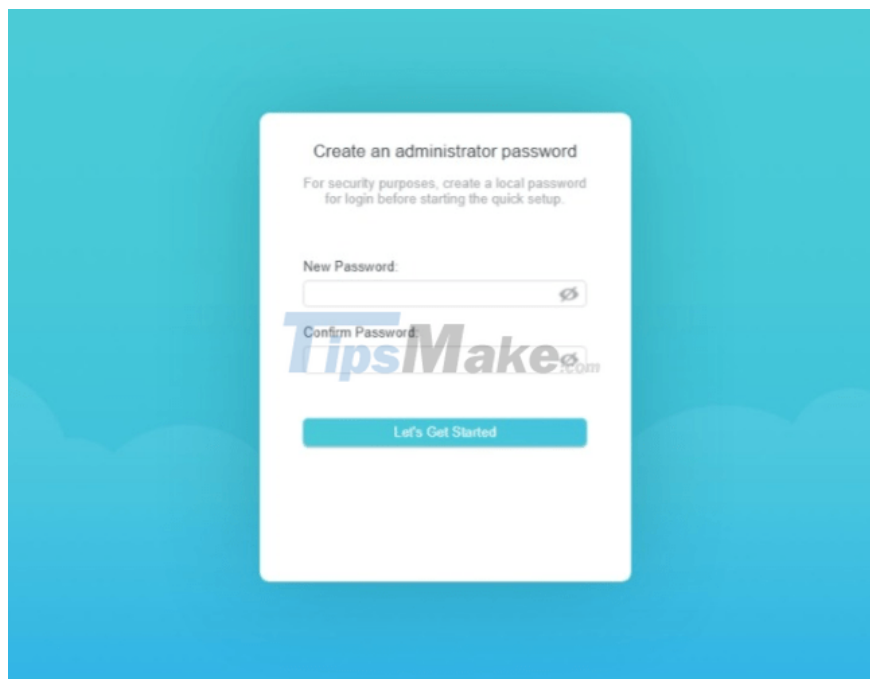 Create an administrator password
For security purposes, create a local password
for login before starting the quick setup.
New Password:
Confirm Password:
TipsMake.com
Let's Get Started